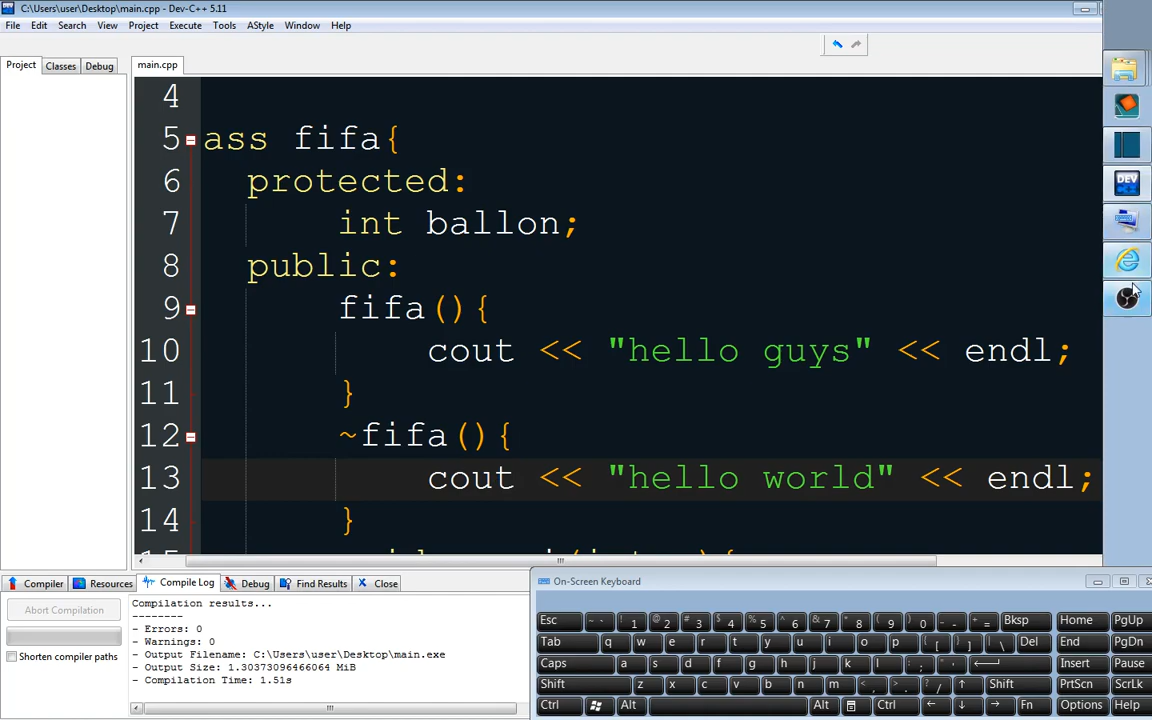 C:\Users\user\Desktop\main.cpp - Dev-C++ 5.11
File Edit Search View Project Execute Tools AStyle Window Help
Project Classes Debug main.cpp
4
5 ass fifa{
6 protected:
7 int ballon;
8 public:
9 fifa(){
10 cout << "hello guys" << endl;
11 }
12 ~fifa(){
13 cout << "hello world" << endl;
14 }
DEV
Compiler Resources Compile Log Debug Find Results Close
Abort Compilation
Shorten compiler paths
Compilation results...
--------
- Errors: 0
- Warnings: 0
- Output Filename: C:\Users\user\Desktop\main.exe
- Output Size: 1.30373096466064 MiB
- Compilation Time: 1.51s
On-Screen Keyboard
Esc ~ ` ! 1 @ 2 # 3 $ 4 % 5 ^ 6 & 7 * 8 ( 9 ) 0 _ - + = Bksp Home PgUp
Tab q w e r t y u i o p { [ } ] | \ Del End PgDn
Caps a s d f g h j k l : ; " ' Insert Pause
Shift z x c v b n m < , > . ? / ↑ Shift PrtScn ScrLk
Ctrl Alt Alt Ctrl ← ↓ → Fn Options Help